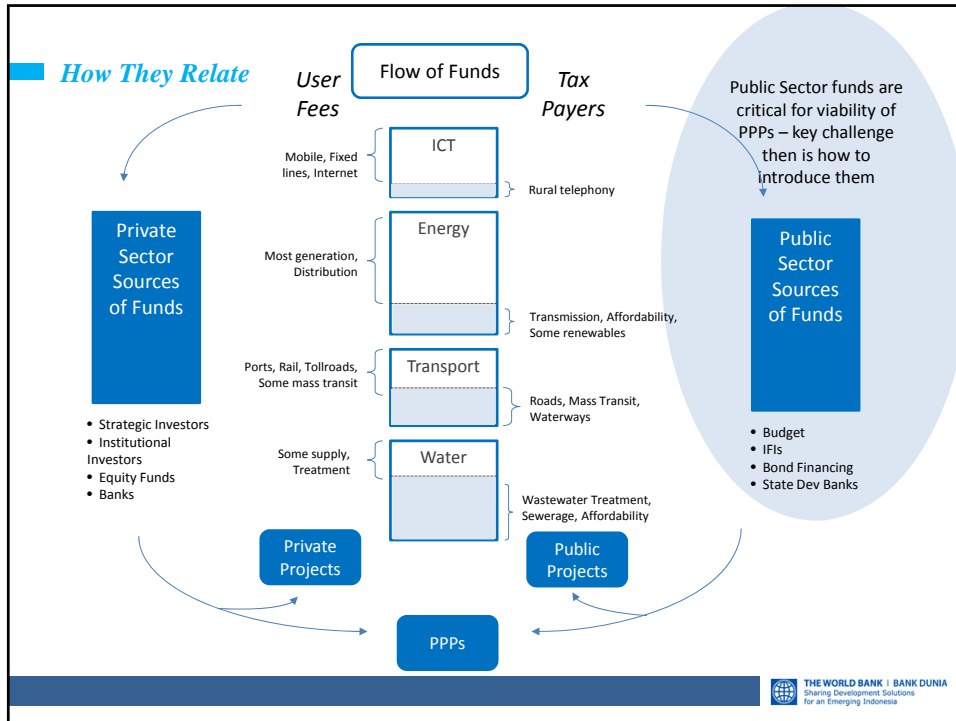 How They Relate
User
Fees
Flow of Funds
Tax
Payers
Public Sector funds are
critical for viability of
PPPs – key challenge
then is how to
introduce them
ICT
Mobile, Fixed
lines, Internet
Rural telephony
Private
Sector
Sources
of Funds
Energy
Most generation,
Distribution
Transmission, Affordability,
Some renewables
Public
Sector
Sources
of Funds
Ports, Rail, Tollroads,
Some mass transit
Transport
Roads, Mass Transit,
Waterways
• Strategic Investors
• Institutional
Investors
• Equity Funds
• Banks
Some supply,
Treatment
Water
Wastewater Treatment,
Sewerage, Affordability
• Budget
• IFIs
• Bond Financing
• State Dev Banks
Private
Projects
Public
Projects
PPPs
THE WORLD BANK | BANK DUNIA
Sharing Development Solutions
for an Emerging Indonesia